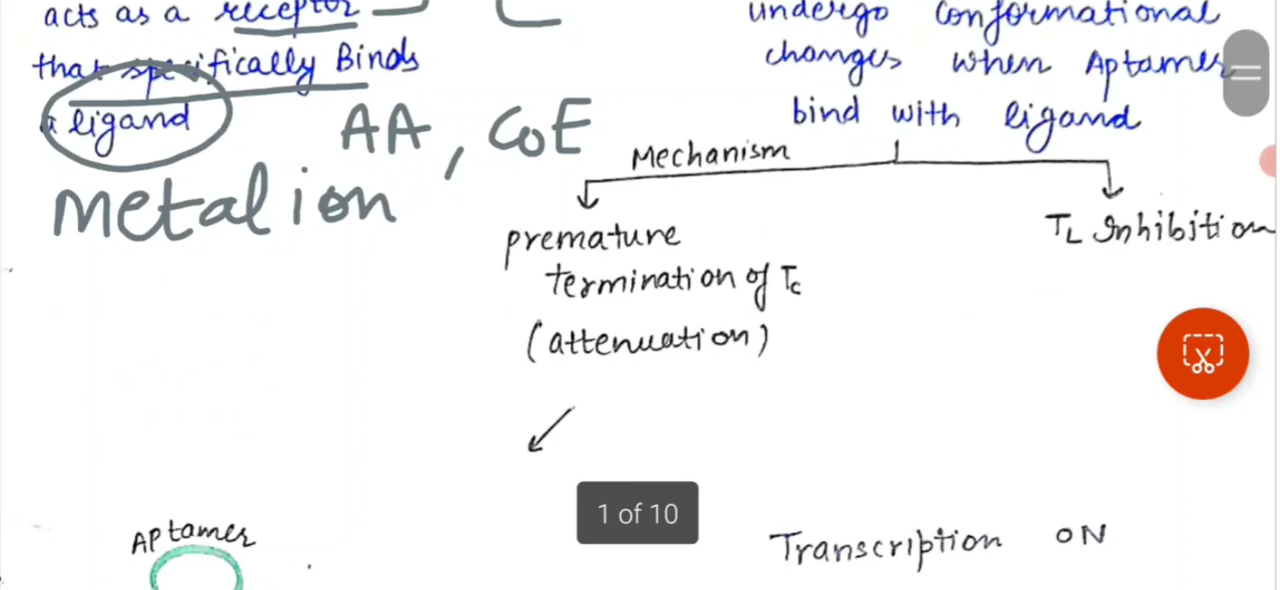 acts as a receptor
that specifically Binds
a ligand
AA, CoE
Metal ion
undergo Conformational
changes when Aptamer
bind with ligand
Mechanism
premature
termination of Tc
(attenuation)
TL Inhibition
1 of 10
Aptamer
Transcription ON